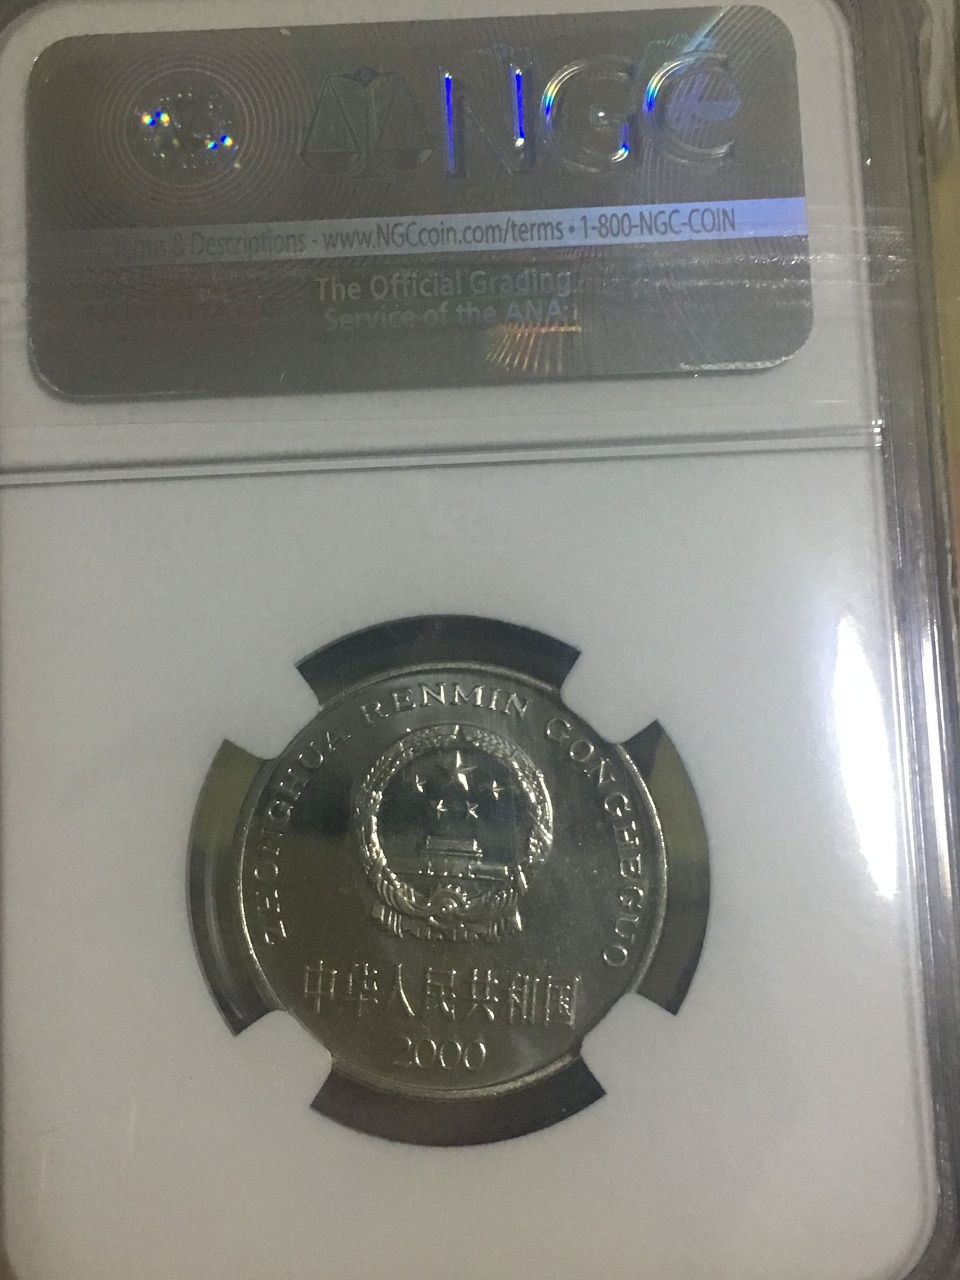 NGC
Terms & Descriptions - www.NGCcoin.com/terms • 1-800-NGC-COIN
The Official Grading
Service of the ANA
ZHONGHUA RENMIN GONGHEGUO
中华人民共和国
2000